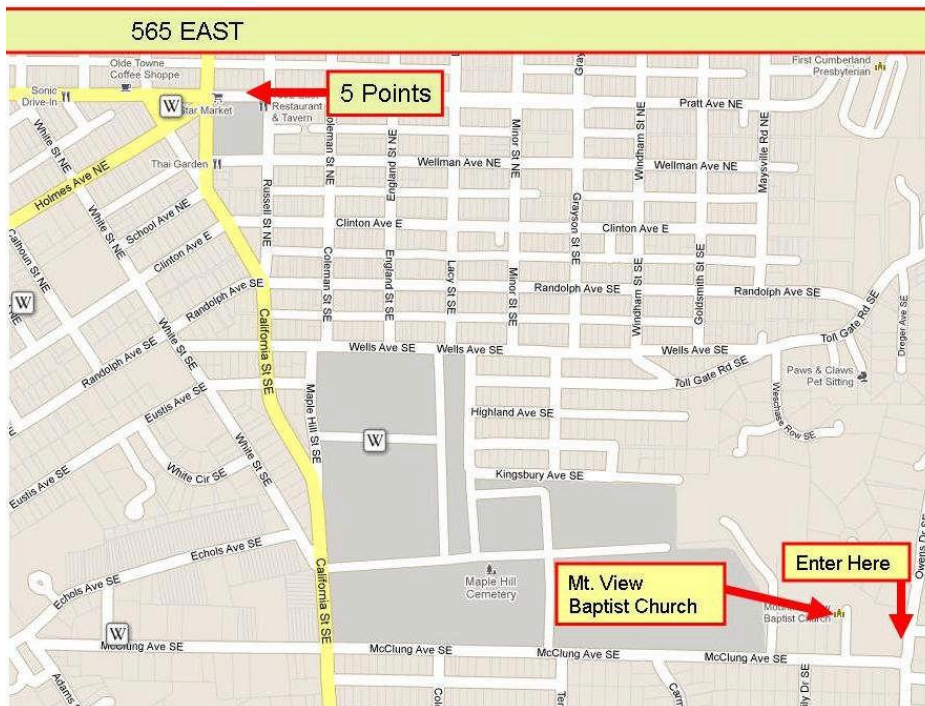 565 EAST
Olde Towne
Coffee Shoppe
First Cumberland
Presbyterian
Sonic
Drive-In
W
Star Market
5 Points
Restaurant
& Tavern
Pratt Ave NE
Maysville Rd NE
White St NE
Coleman St NE
England St NE
Minor St NE
Windham St NE
Thai Garden
Wellman Ave NE
Wellman Ave NE
Holmes Ave NE
School Ave NE
Russell St NE
White St NE
Calhoun St NE
Clinton Ave E
Clinton Ave E
Clinton Ave E
Grayson St SE
Coleman St SE
England St SE
Lacy St SE
Minor St SE
Windham St SE
Goldsmith St SE
Randolph Ave SE
Randolph Ave SE
Randolph Ave SE
Randolph Ave SE
W
California St SE
White St SE
Toll Gate Rd SE
Dreger Ave SE
Wells Ave SE
Wells Ave SE
Wells Ave SE
Toll Gate Rd SE
Paws & Claws
Pet Sitting
Weschase Row SE
Eustis Ave SE
Maple Hill St SE
Highland Ave SE
W
White St SE
White Cir SE
Eustis Ave SE
Kingsbury Ave SE
Owens Dr SE
Echols Ave SE
Echols Ave SE
California St SE
Maple Hill
Cemetery
Mt. View
Baptist Church
Enter Here
Baptist Church
W
McClung Ave SE
McClung Ave SE
McClung Ave SE
Adams